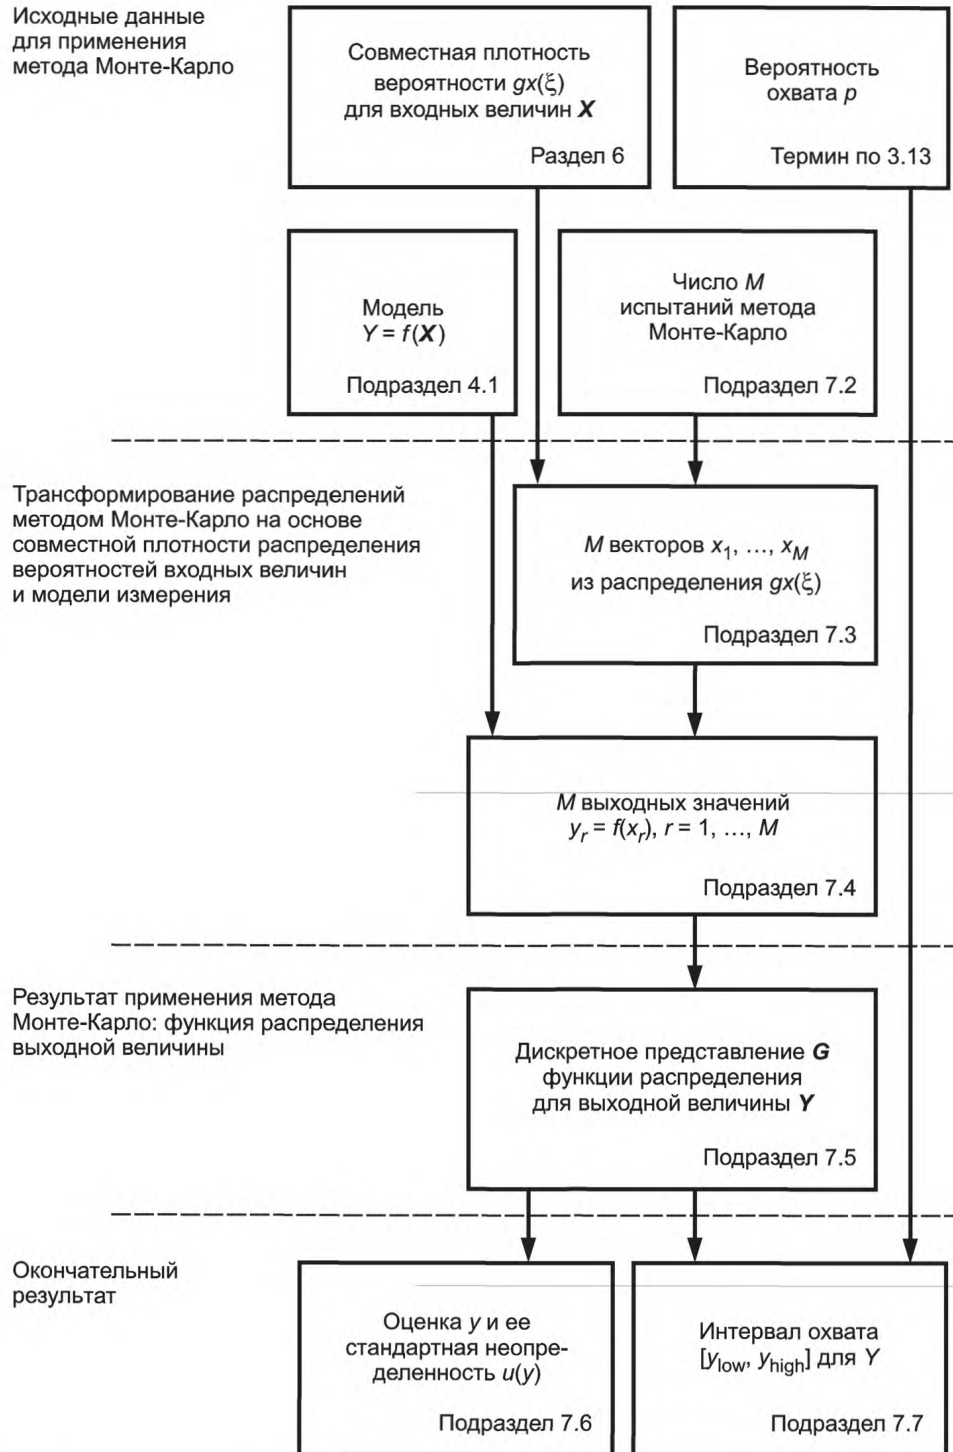 Исходные данные
для применения
метода Монте-Карло
Совместная плотность
вероятности gx(ξ)
для входных величин X
Раздел 6
Вероятность
охвата p
Термин по 3.13
Модель
Y = f(X)
Подраздел 4.1
Число M
испытаний метода
Монте-Карло
Подраздел 7.2
Трансформирование распределений
методом Монте-Карло на основе
совместной плотности распределения
вероятностей входных величин
и модели измерения
M векторов x1, ..., xM
из распределения gx(ξ)
Подраздел 7.3
M выходных значений
yr = f(xr), r = 1, ..., M
Подраздел 7.4
Результат применения метода
Монте-Карло: функция распределения
выходной величины
Дискретное представление G
функции распределения
для выходной величины Y
Подраздел 7.5
Окончательный
результат
Оценка y и ее
стандартная неопре-
деленность u(y)
Подраздел 7.6
Интервал охвата
[ylow, yhigh] для Y
Подраздел 7.7